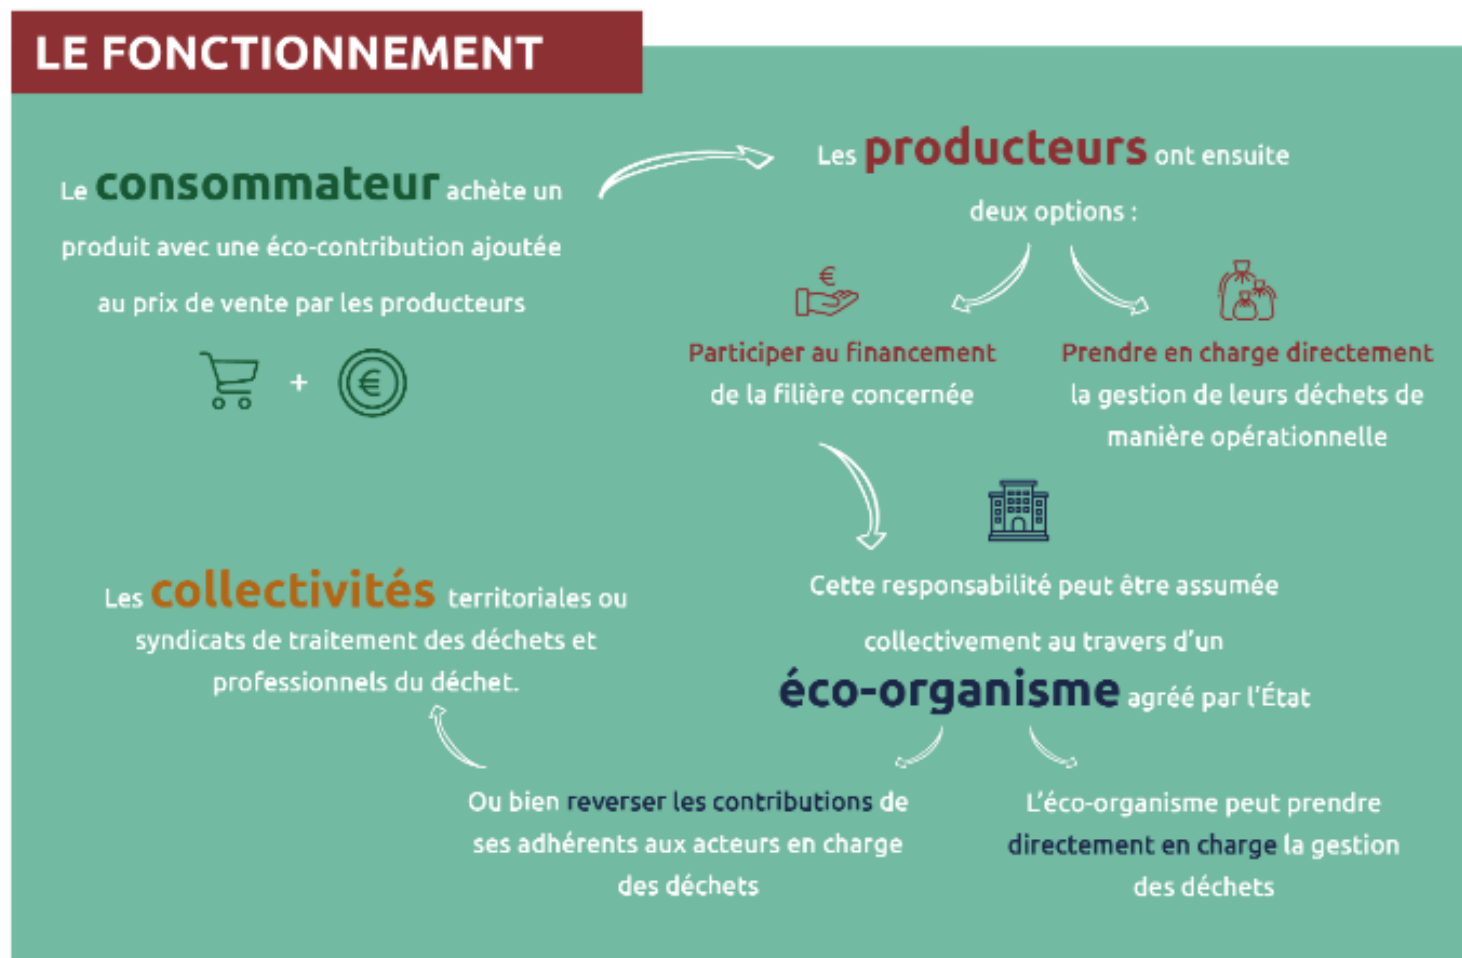 LE FONCTIONNEMENT
Le consommateur achète un
produit avec une éco-contribution ajoutée
au prix de vente par les producteurs
+
€
Les producteurs ont ensuite
deux options :
€
Participer au financement
de la filière concernée
Prendre en charge directement
la gestion de leurs déchets de
manière opérationnelle
Cette responsabilité peut être assumée
collectivement au travers d'un
éco-organisme agréé par l'État
L'éco-organisme peut prendre
directement en charge la gestion
des déchets
Ou bien reverser les contributions de
ses adhérents aux acteurs en charge
des déchets
Les collectivités territoriales ou
syndicats de traitement des déchets et
professionnels du déchet.